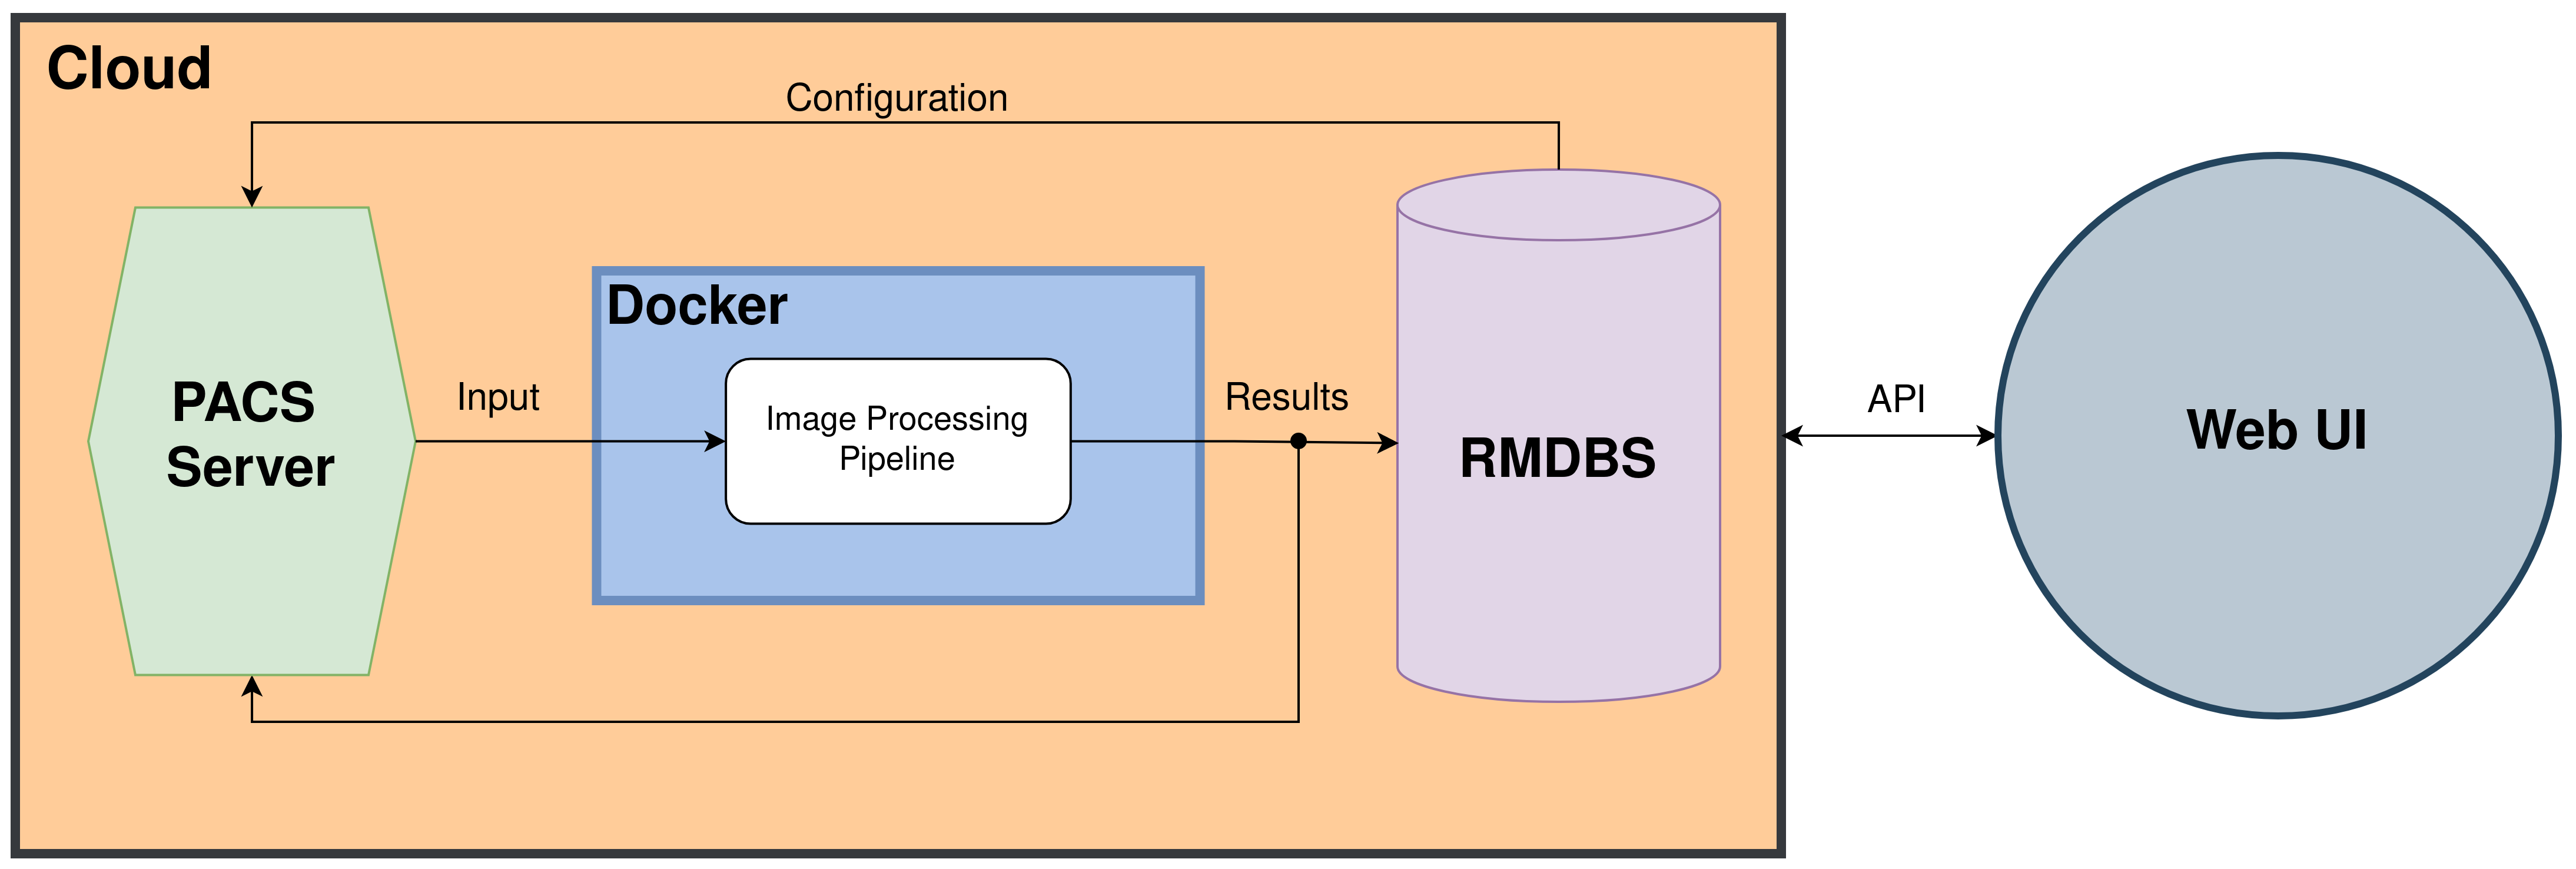 Cloud
Configuration
Docker
PACS
Server
Input
Image Processing
Pipeline
Results
RMDBS
API
Web UI